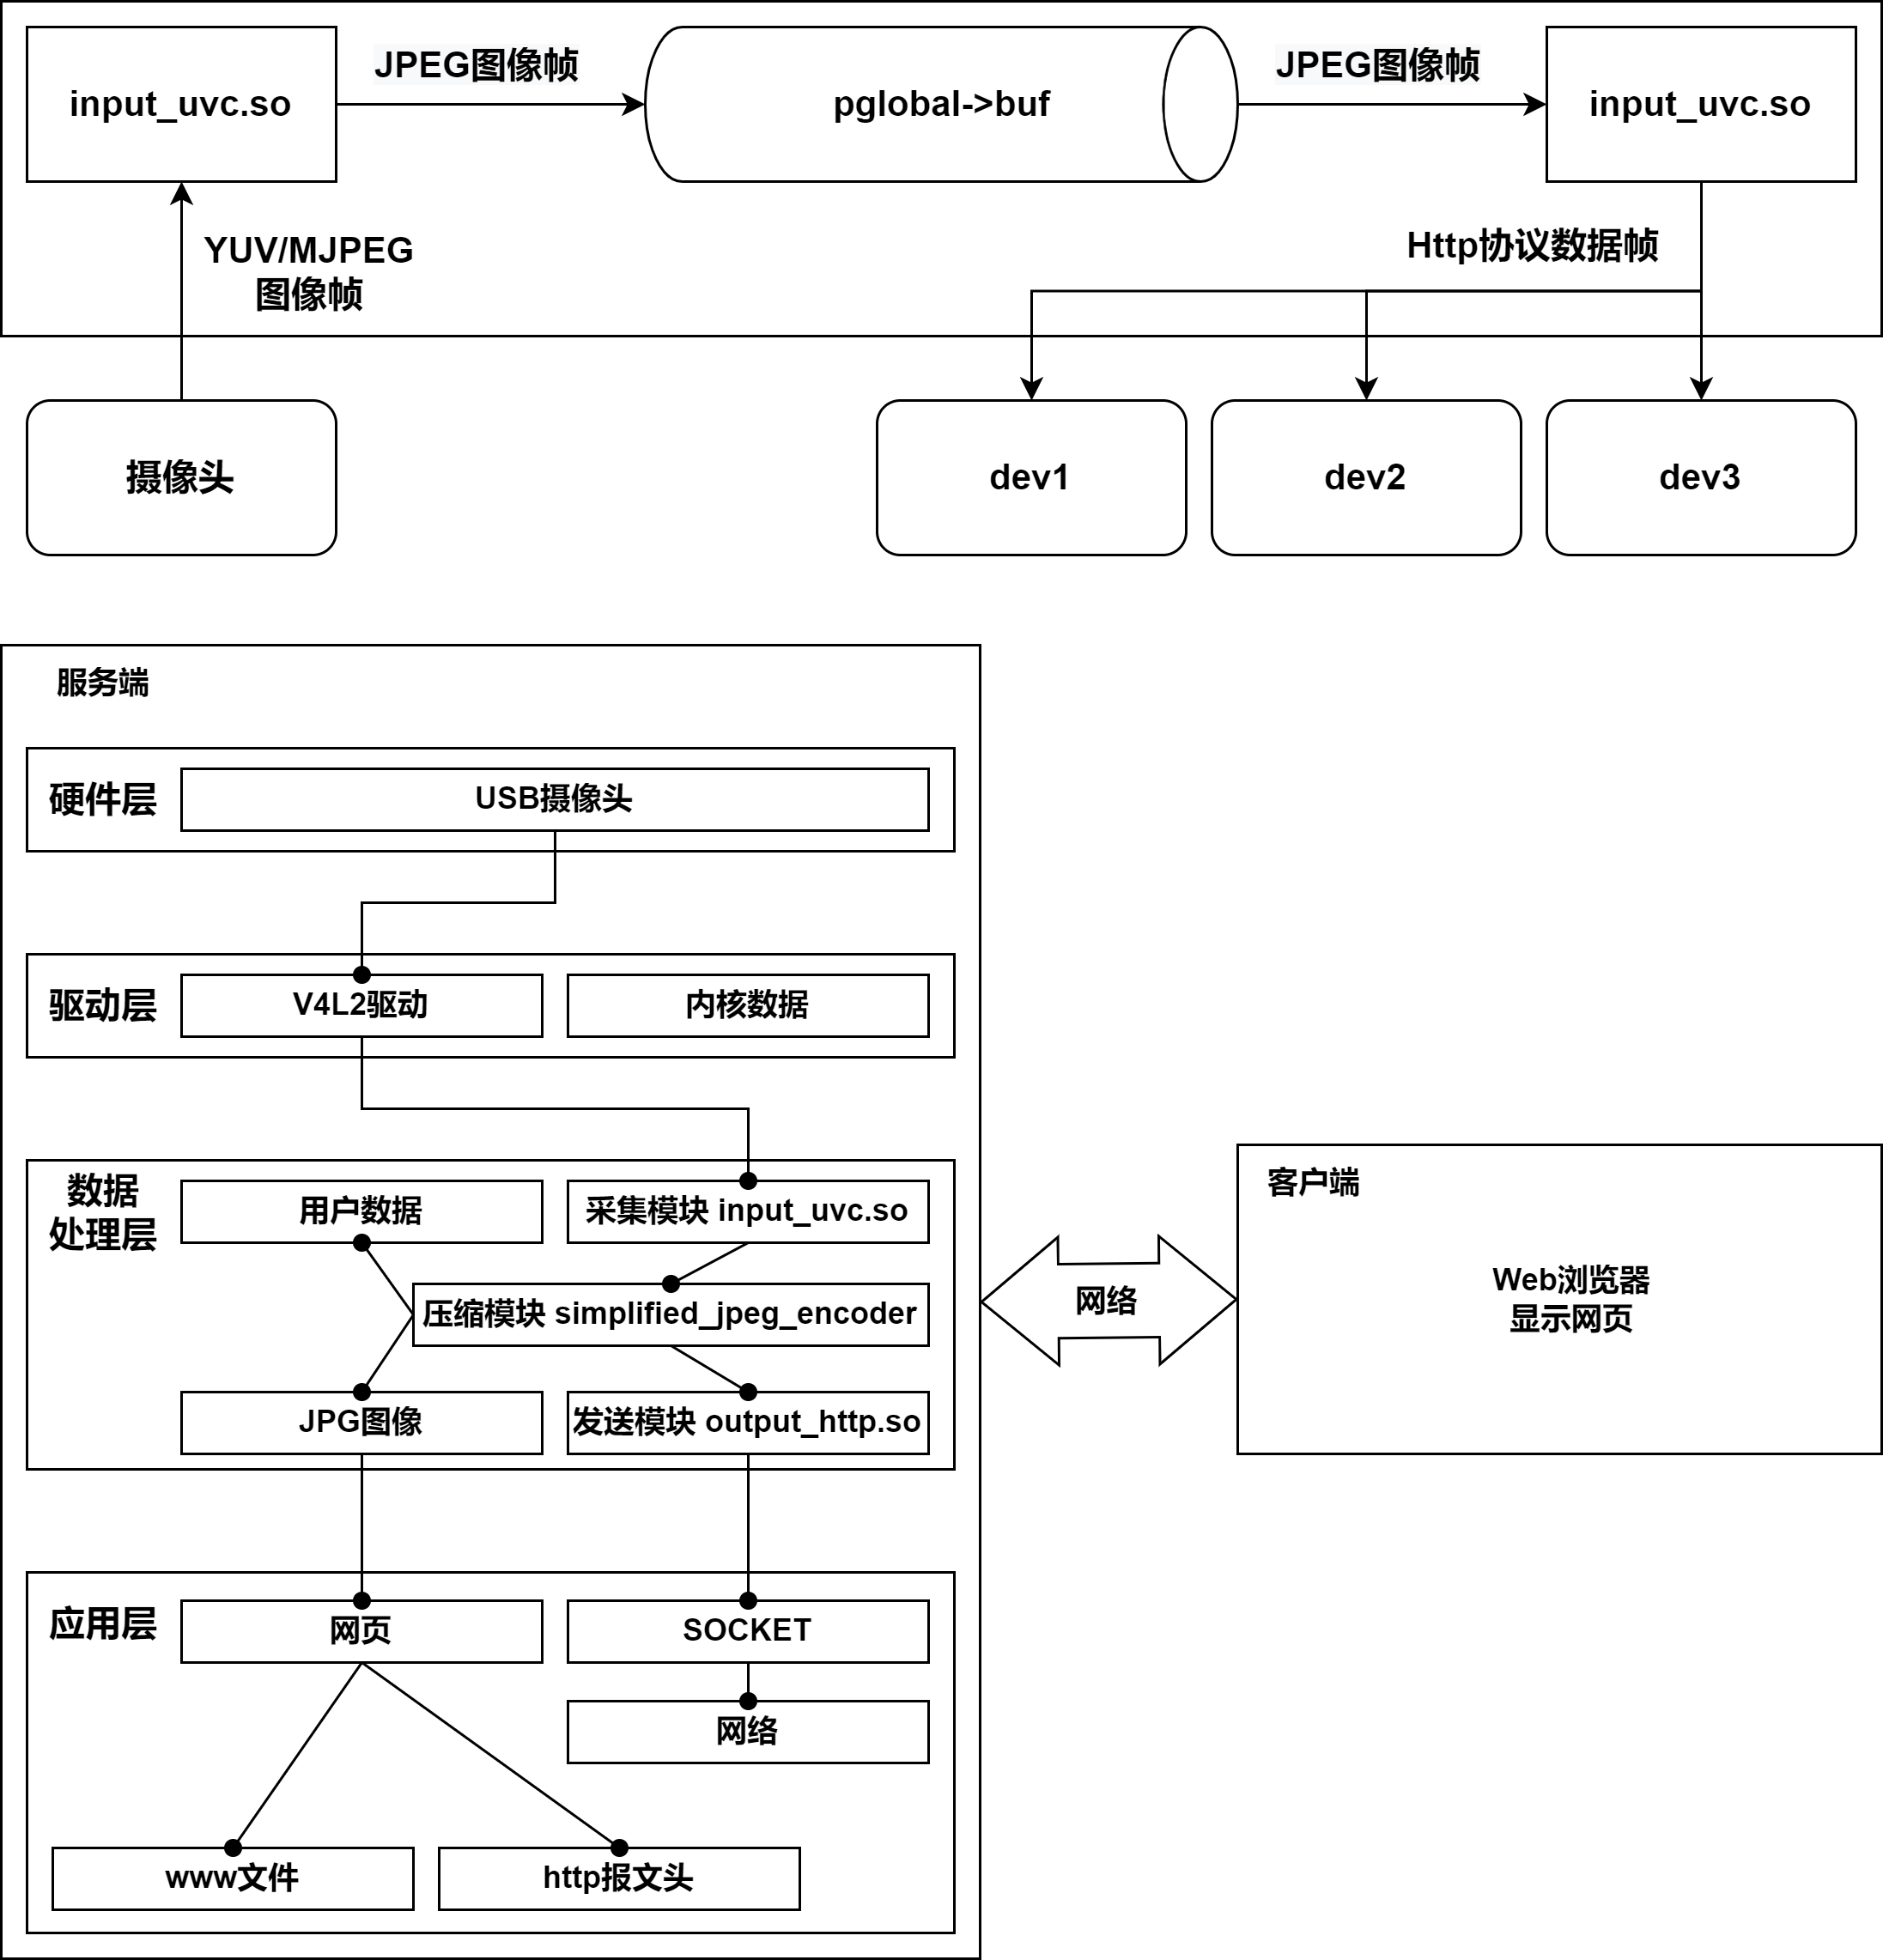 JPEG图像帧
JPEG图像帧
input_uvc.so
pglobal->buf
input_uvc.so
YUV/MJPEG
图像帧
Http协议数据帧
摄像头
dev1
dev2
dev3
服务端
硬件层
USB摄像头
驱动层
V4L2驱动
内核数据
数据
处理层
用户数据
采集模块 input_uvc.so
压缩模块 simplified_jpeg_encoder
JPG图像
发送模块 output_http.so
应用层
网页
SOCKET
网络
www文件
http报文头
网络
客户端
Web浏览器
显示网页